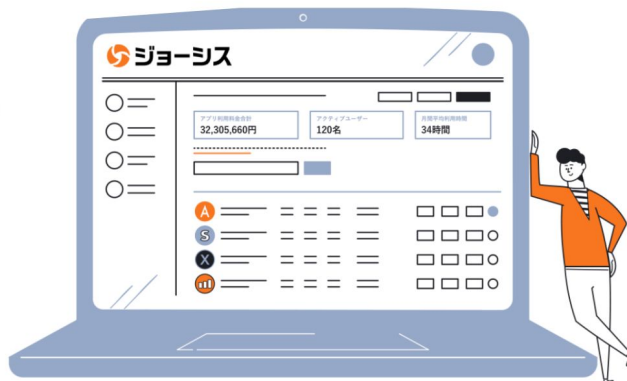 ジョーシス
アプリ利用料金合計
32,305,660円
アクティブユーザー
120名
月間平均利用時間
34時間
A
S
X